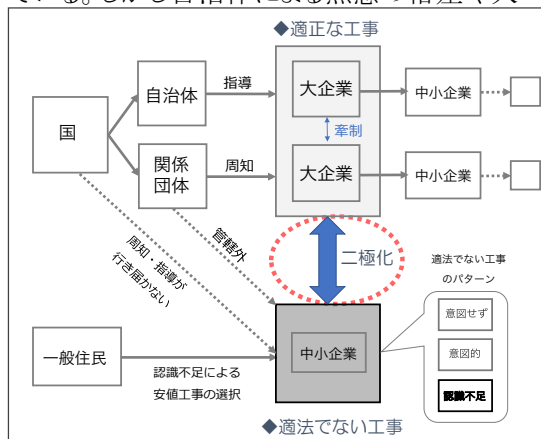 ◆適正な工事
国
自治体
指導
大企業
中小企業
牽制
関係
団体
周知
大企業
中小企業
管轄外
周知・指導が
行き届かない
二極化
適法でない工事
のパターン
意図せず
意図的
認識不足
一般住民
認識不足による
安値工事の選択
中小企業
◆適法でない工事